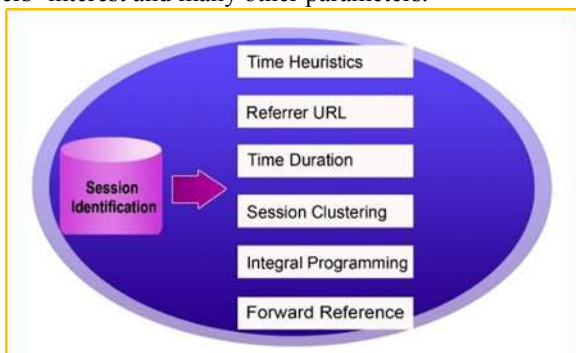 interest and many other parameters.
Time Heuristics
Referrer URL
Time Duration
Session
Identification
Session Clustering
Integral Programming
Forward Reference